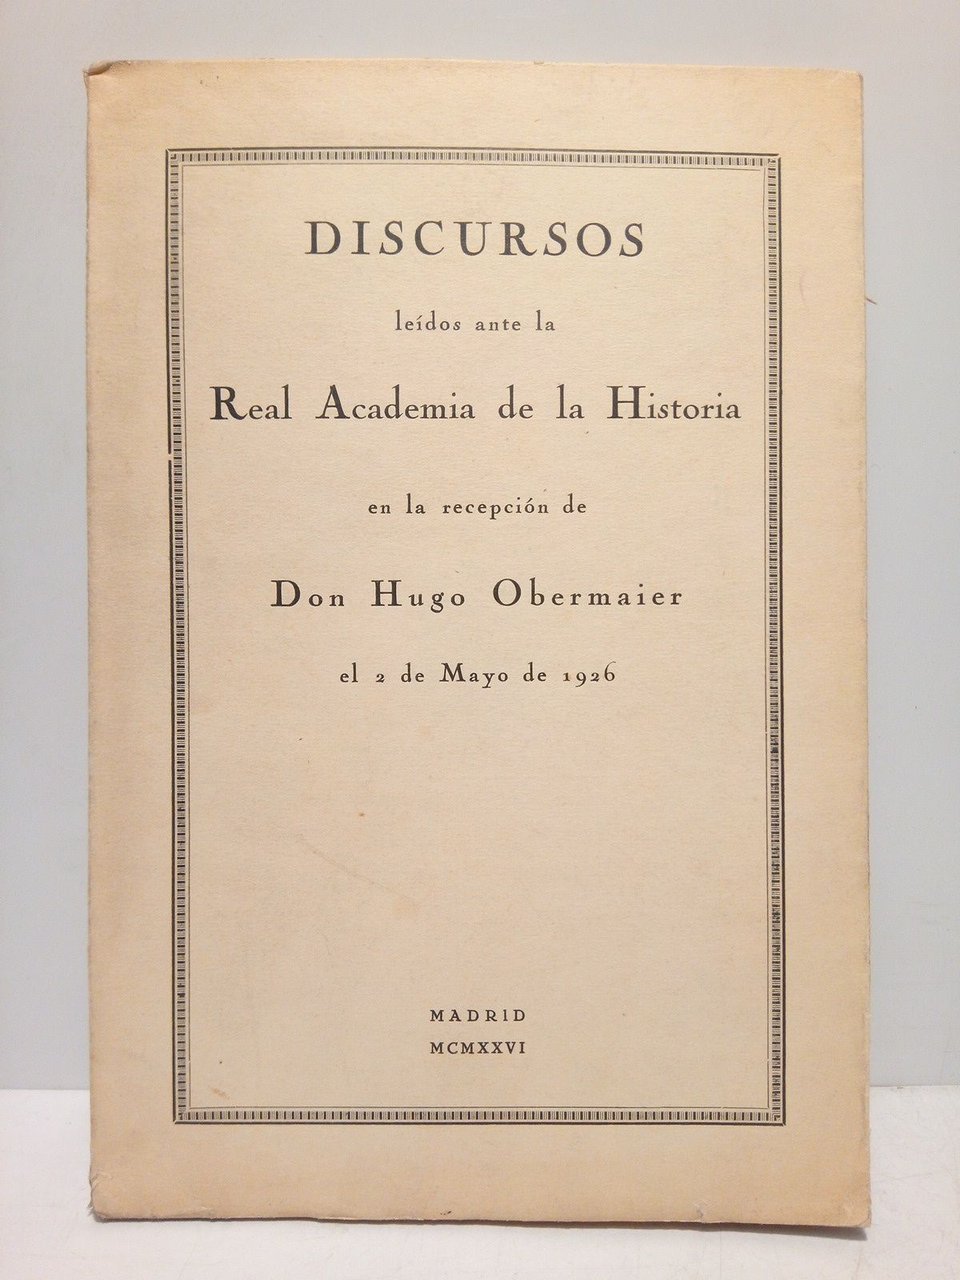 DISCURSOS
leídos ante la
Real Academia de la Historia
en la recepción de
Don Hugo Obermaier
el 2 de Mayo de 1926
MADRID
MCMXXVI